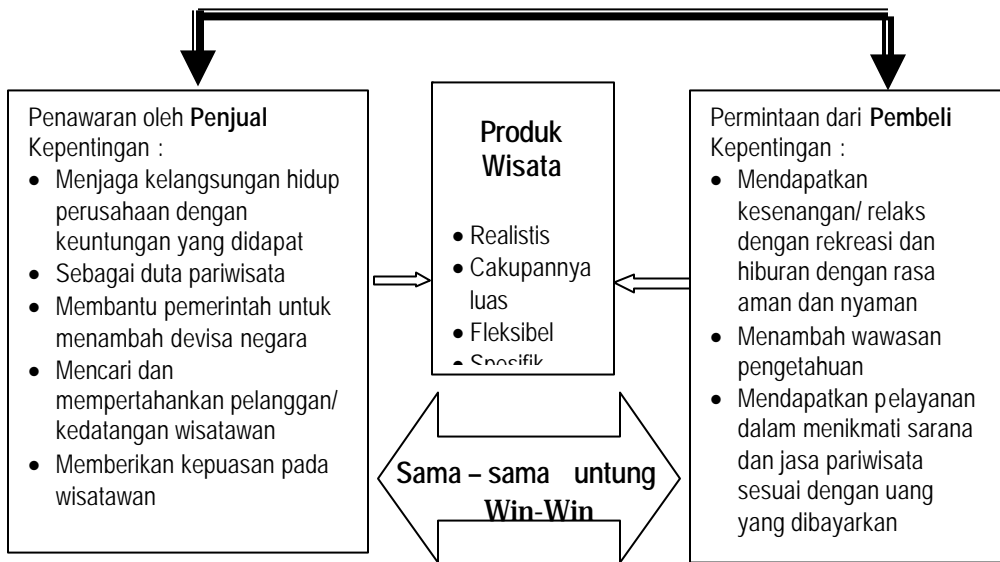 Penawaran oleh Penjual
Kepentingan :
• Menjaga kelangsungan hidup
perusahaan dengan
keuntungan yang didapat
• Sebagai duta pariwisata
• Membantu pemerintah untuk
menambah devisa negara
• Mencari dan
mempertahankan pelanggan/
kedatangan wisatawan
• Memberikan kepuasan pada
wisatawan
Produk
Wisata
• Realistis
• Cakupannya
luas
• Fleksibel
• Spesifik
Permintaan dari Pembeli
Kepentingan :
• Mendapatkan
kesenangan/ relaks
dengan rekreasi dan
hiburan dengan rasa
aman dan nyaman
• Menambah wawasan
pengetahuan
• Mendapatkan pelayanan
dalam menikmati sarana
dan jasa pariwisata
sesuai dengan uang
yang dibayarkan
Sama – sama untung
Win-Win